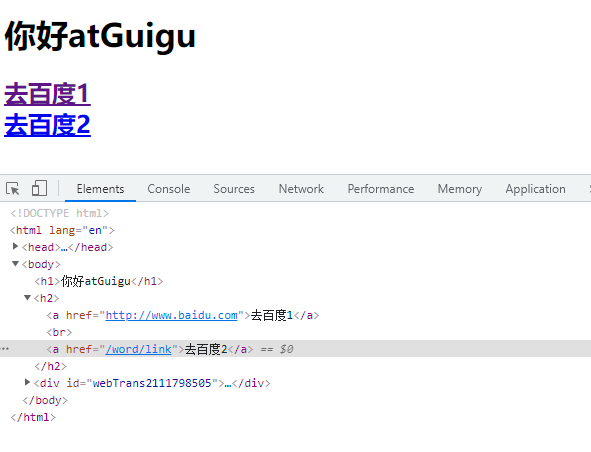 你好atGuigu
去百度1
去百度2
Elements Console Sources Network Performance Memory Application
<!DOCTYPE html>
<html lang="en">
<head>…</head>
<body>
<h1>你好atGuigu</h1>
<h2>
<a href="http://www.baidu.com">去百度1</a>
<br>
<a href="/word/link">去百度2</a> == $0
</h2>
<div id="webTrans2111798505">…</div>
</body>
</html>